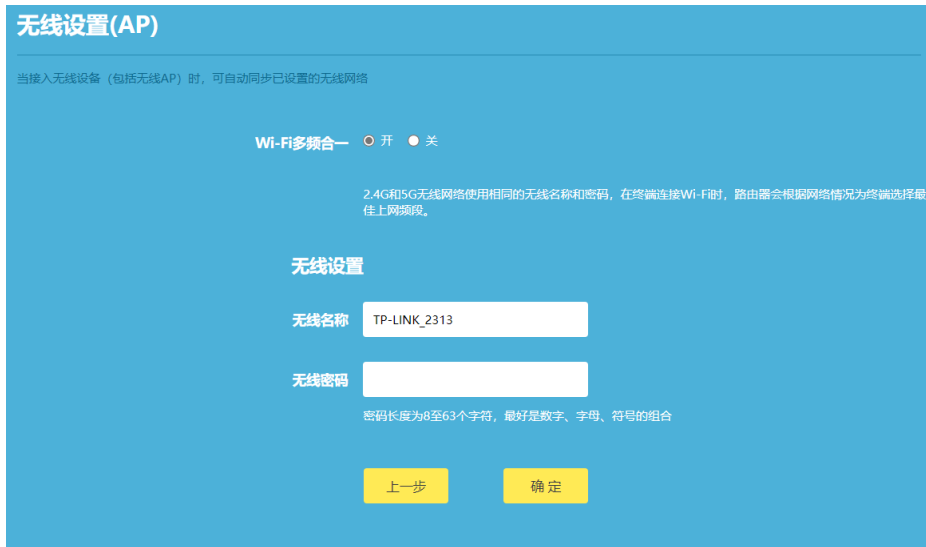 无线设置(AP)
当接入无线设备（包括无线AP）时，可自动同步已设置的无线网络
Wi-Fi多频合一 开 关
2.4G和5G无线网络使用相同的无线名称和密码，在终端连接Wi-Fi时，路由器会根据网络情况为终端选择最
佳上网频段。
无线设置
无线名称 TP-LINK_2313
无线密码
密码长度为8至63个字符，最好是数字、字母、符号的组合
上一步 确定